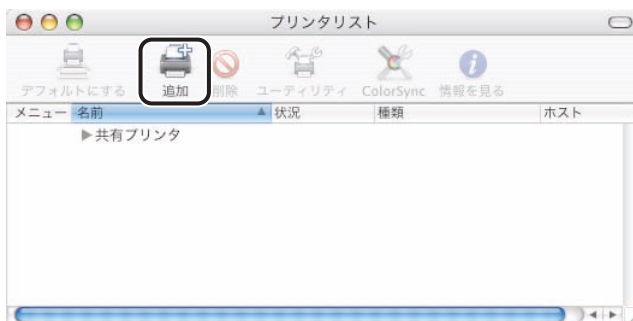 プリンタリスト
デフォルトにする 追加 削除 ユーティリティ ColorSync 情報を見る
メニュー 名前 状況 種類 ホスト
共有プリンタ